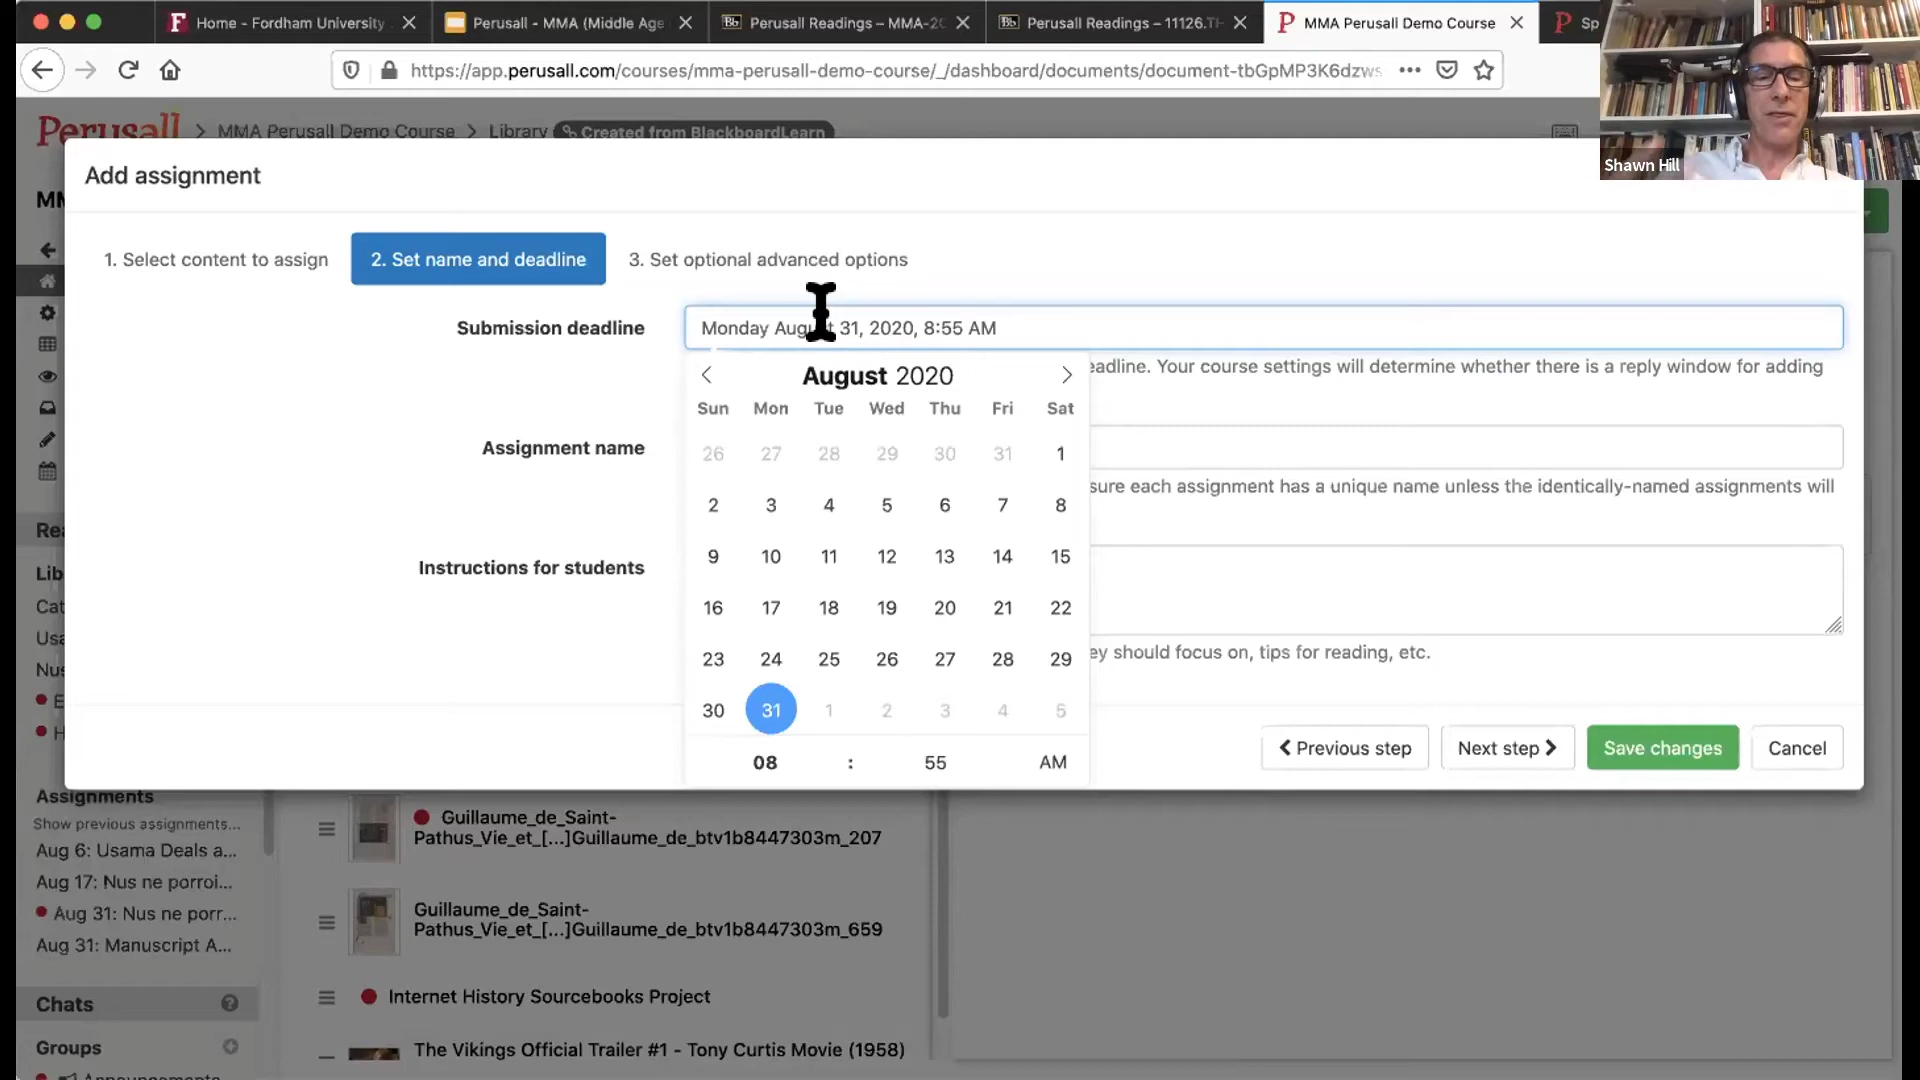 Home - Fordham University
Perusall - MMA (Middle Age
Bb Perusall Readings – MMA-2
Bb Perusall Readings – 11126.T
MMA Perusall Demo Course
Sp
https://app.perusall.com/courses/mma-perusall-demo-course/_/dashboard/documents/document-tbGpMP3K6dzws
Shawn Hill
Perusall > MMA Perusall Demo Course > Library Created from BlackboardLearn
MM
Add assignment
1. Select content to assign
2. Set name and deadline
3. Set optional advanced options
Submission deadline
Monday August 31, 2020, 8:55 AM
eadline. Your course settings will determine whether there is a reply window for adding
August 2020
Sun Mon Tue Wed Thu Fri Sat
26 27 28 29 30 31 1
2 3 4 5 6 7 8
9 10 11 12 13 14 15
16 17 18 19 20 21 22
23 24 25 26 27 28 29
30 31 1 2 3 4 5
08 : 55 AM
Assignment name
sure each assignment has a unique name unless the identically-named assignments will
Instructions for students
ey should focus on, tips for reading, etc.
Previous step
Next step
Save changes
Cancel
Rea
Lib
Cat
Usa
Nus
E
H
Assignments
Show previous assignments...
Aug 6: Usama Deals a...
Aug 17: Nus ne porroi...
Aug 31: Nus ne porr...
Aug 31: Manuscript A...
Chats
Groups
Announcements
Guillaume_de_Saint-
Pathus_Vie_et_[...]Guillaume_de_btv1b8447303m_207
Guillaume_de_Saint-
Pathus_Vie_et_[...]Guillaume_de_btv1b8447303m_659
Internet History Sourcebooks Project
The Vikings Official Trailer #1 - Tony Curtis Movie (1958)